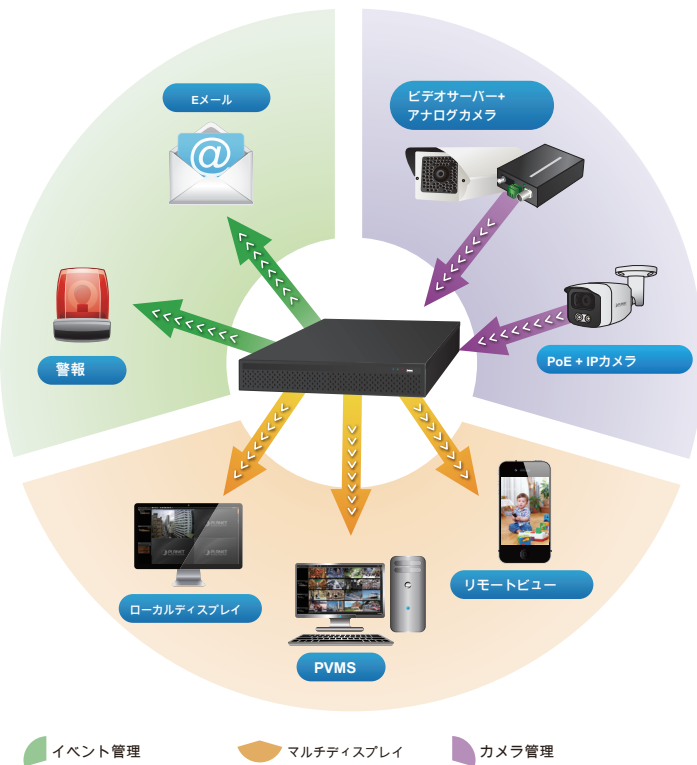 Eメール
ビデオサーバー+
アナログカメラ
警報
PoE + IPカメラ
ローカルディスプレイ
PVMS
リモートビュー
イベント管理
マルチディスプレイ
カメラ管理